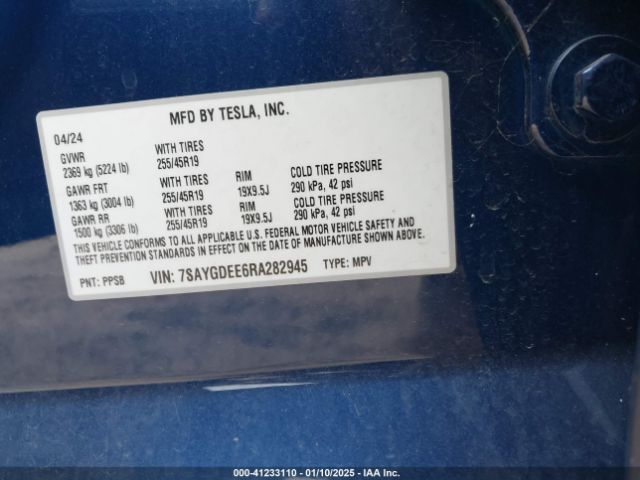 MFD BY TESLA, INC.
04/24
GVWR WITH TIRES
2369 kg (5224 lb) 255/45R19
GAWR FRT WITH TIRES RIM COLD TIRE PRESSURE
1363 kg (3004 lb) 255/45R19 19X9.5J 290 kPa, 42 psi
GAWR RR WITH TIRES RIM COLD TIRE PRESSURE
1500 kg (3306 lb) 255/45R19 19X9.5J 290 kPa, 42 psi
THIS VEHICLE CONFORMS TO ALL APPLICABLE U.S. FEDERAL MOTOR VEHICLE SAFETY AND
THEFT PREVENTION STANDARDS IN EFFECT ON THE DATE OF MANUFACTURE SHOWN ABOVE.
PNT: PPSB VIN: 7SAYGDEE6RA282945 TYPE: MPV
000-41233110 - 01/10/2025 - IAA Inc.